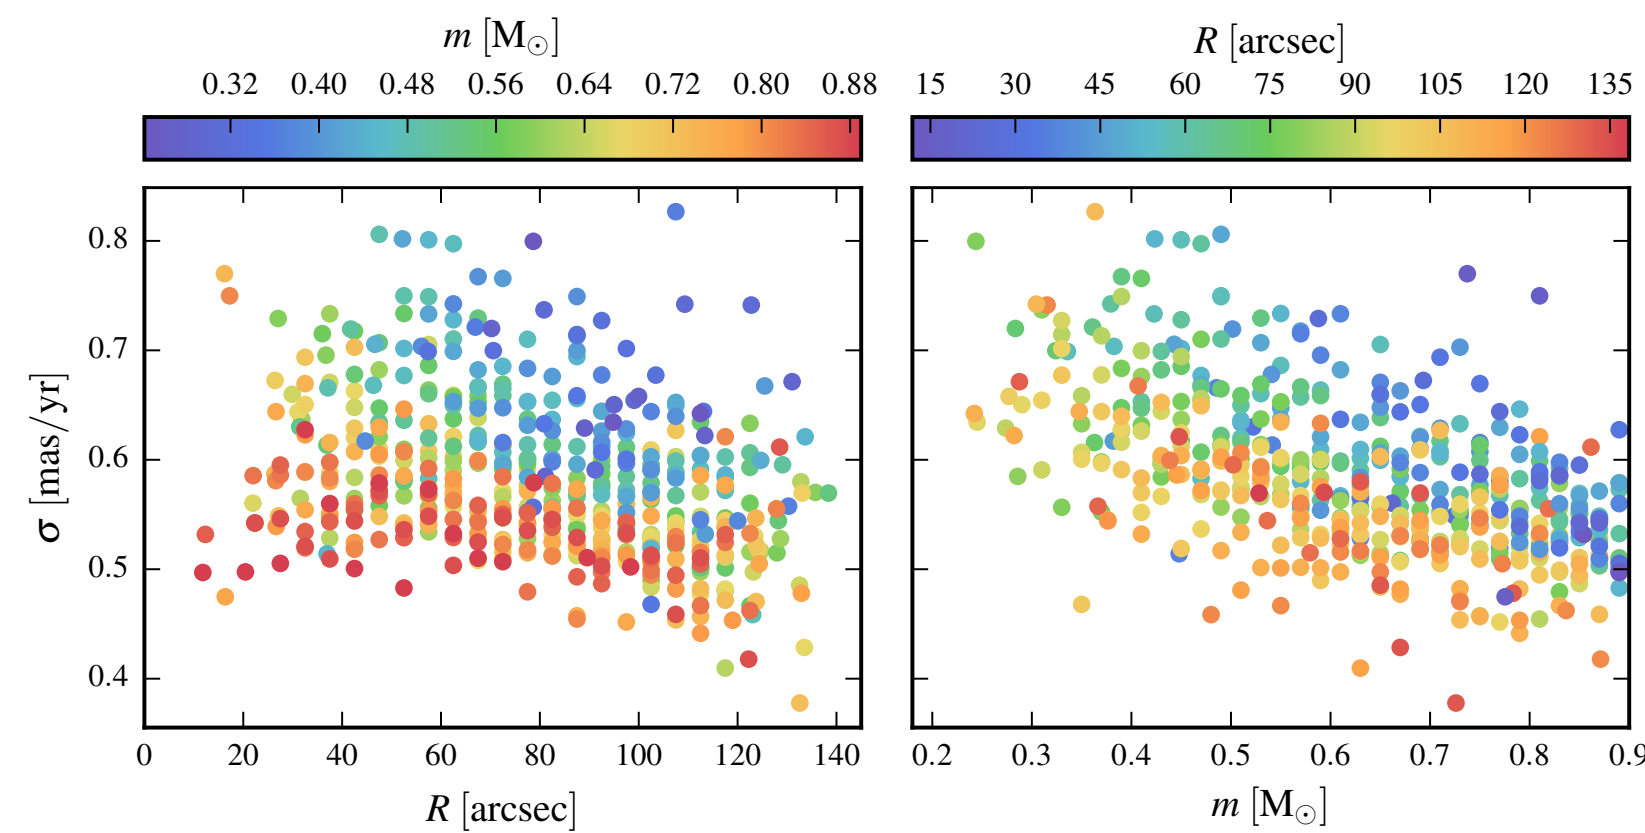 m [M☉]
0.32 0.40 0.48 0.56 0.64 0.72 0.80 0.88
R [arcsec]
15 30 45 60 75 90 105 120 135
σ [mas/yr]
0.8
0.7
0.6
0.5
0.4
0 20 40 60 80 100 120 140
R [arcsec]
0.2 0.3 0.4 0.5 0.6 0.7 0.8 0.9
m [M☉]